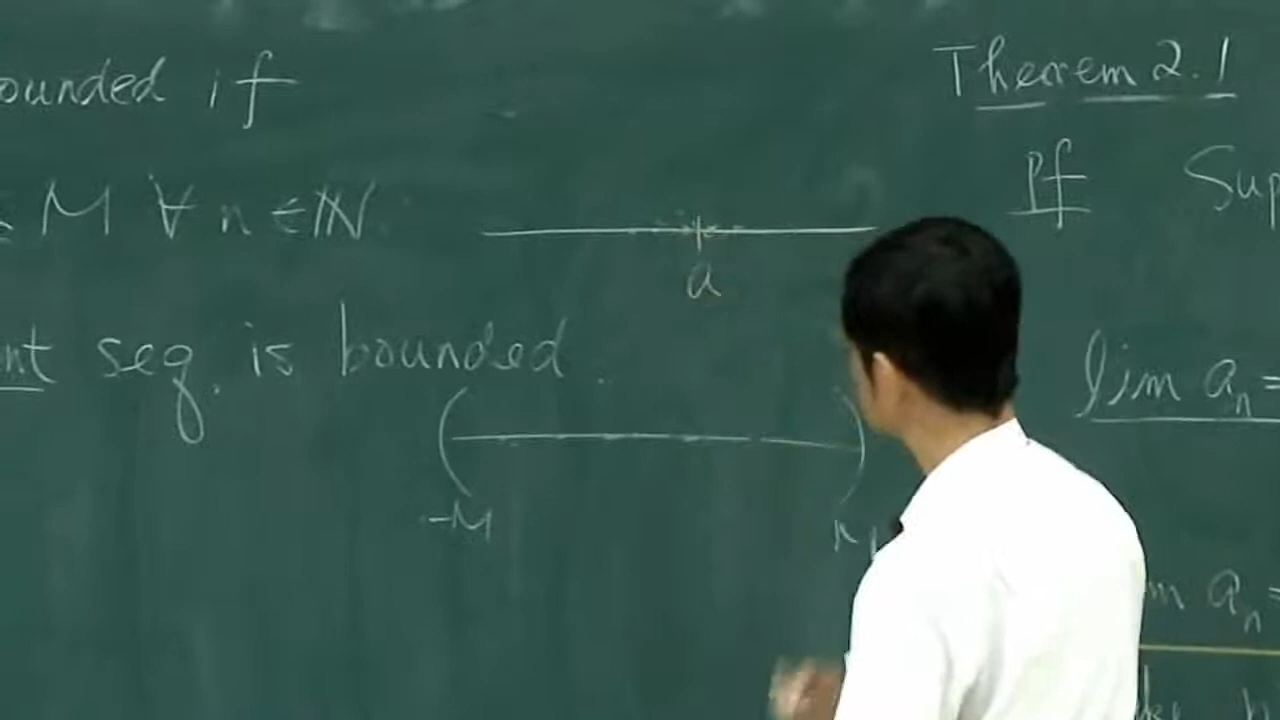 ounded if
≤ M ∀ n ∈ ℕ.
a
nt seq. is bounded.
-M
M
Theorem 2.1
Pf Sup
lim aₙ =
m aₙ =